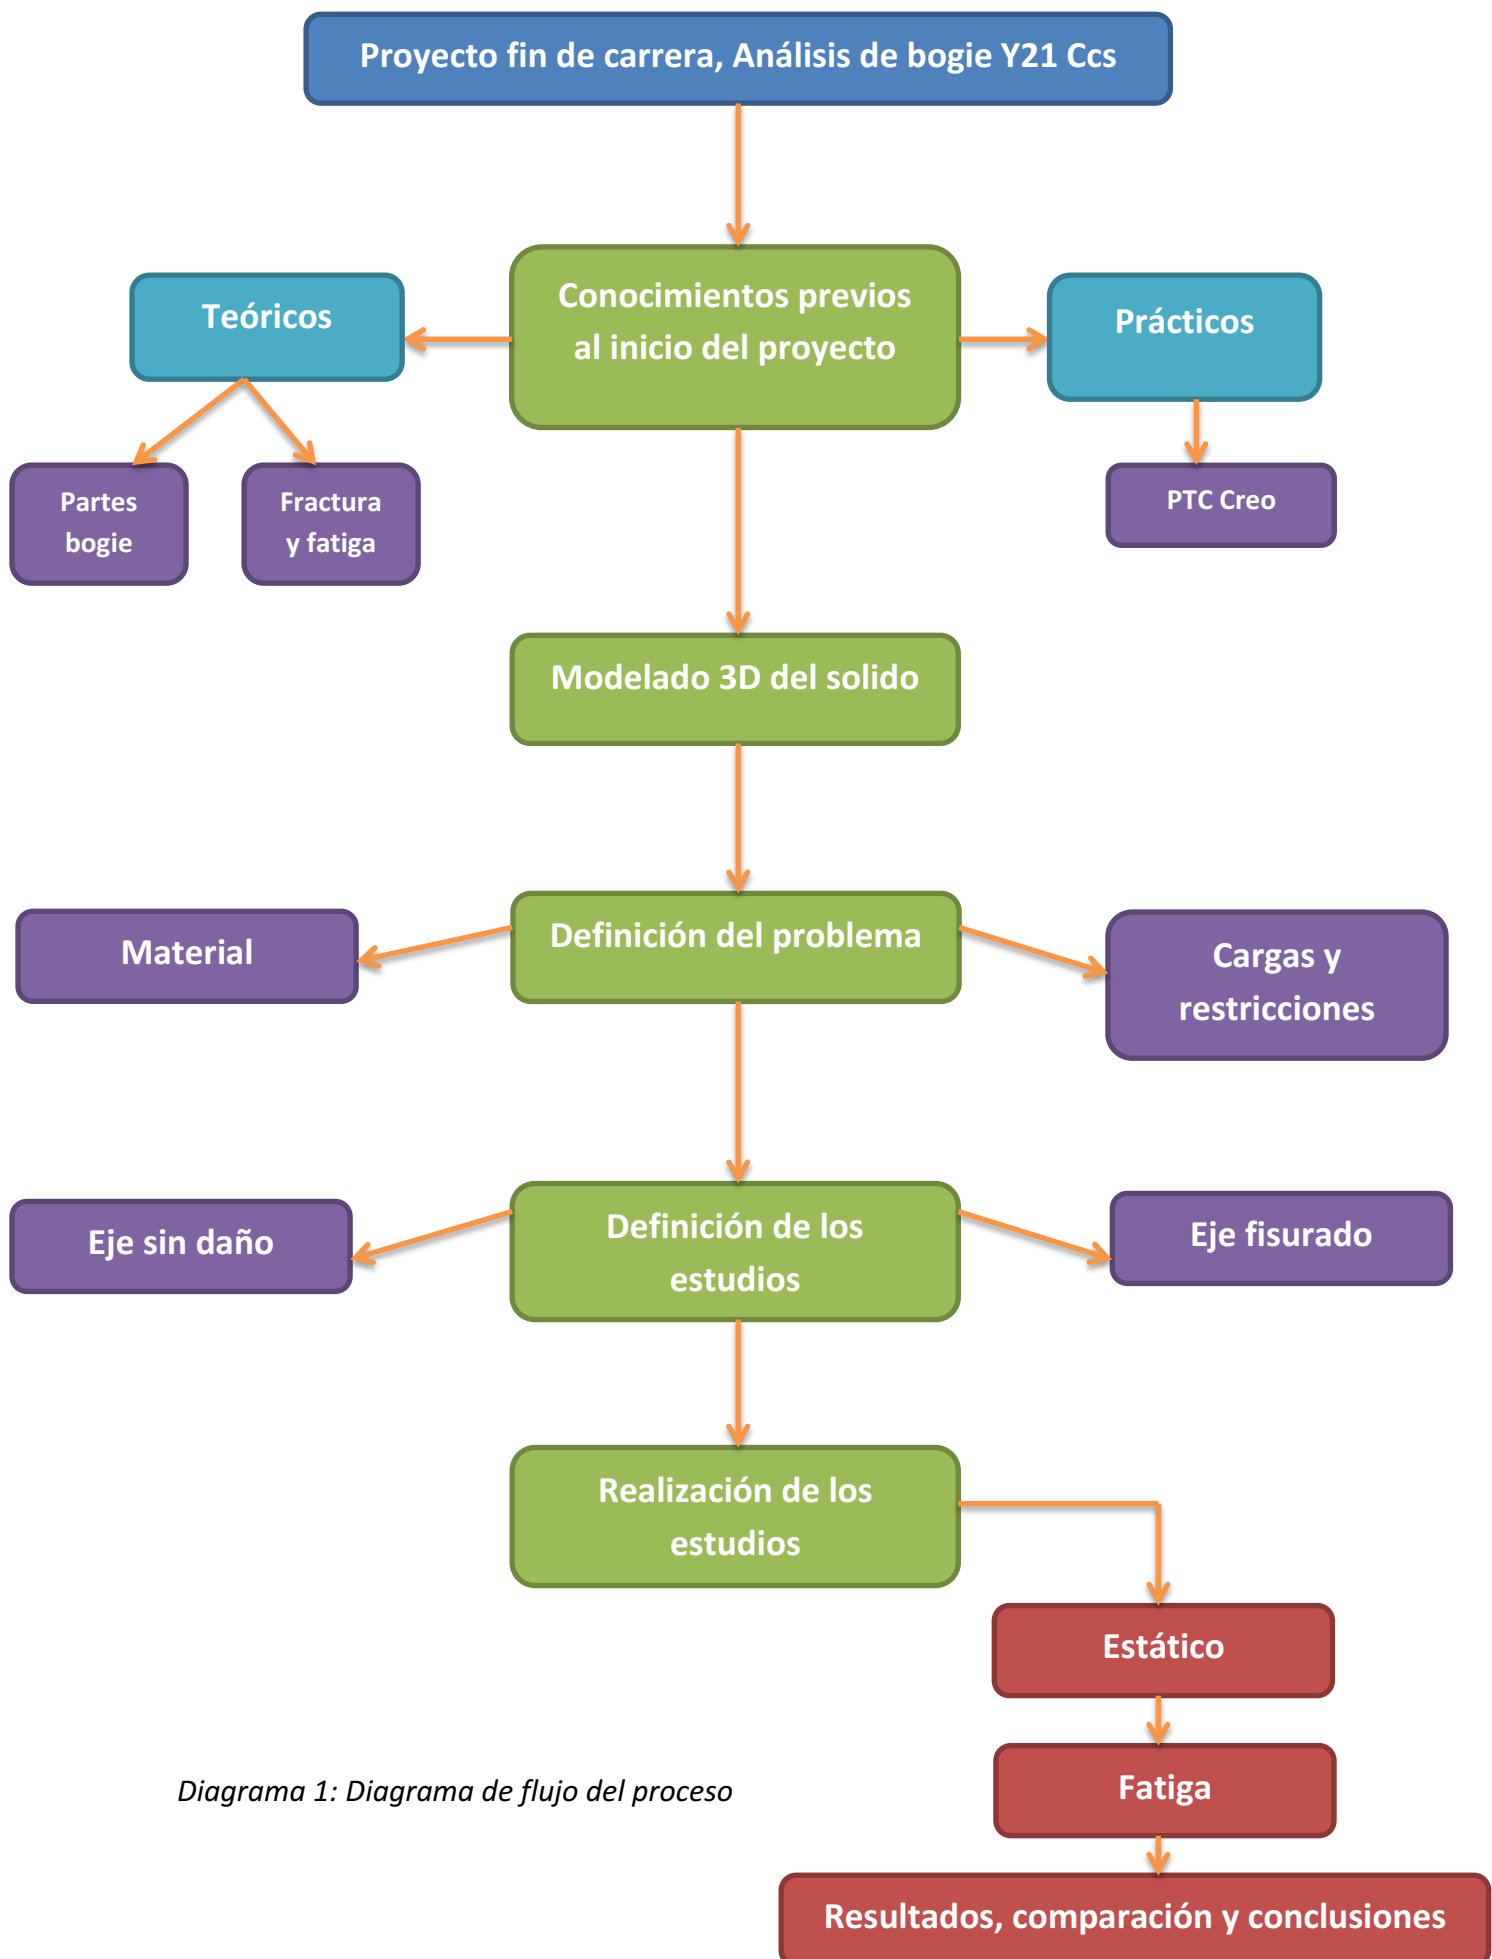 Proyecto fin de carrera, Análisis de bogie Y21 Ccs
Conocimientos previos
al inicio del proyecto
Teóricos
Prácticos
Partes
bogie
Fractura
y fatiga
PTC Creo
Modelado 3D del solido
Definición del problema
Material
Cargas y
restricciones
Definición de los
estudios
Eje sin daño
Eje fisurado
Realización de los
estudios
Estático
Fatiga
Diagrama 1: Diagrama de flujo del proceso
Resultados, comparación y conclusiones